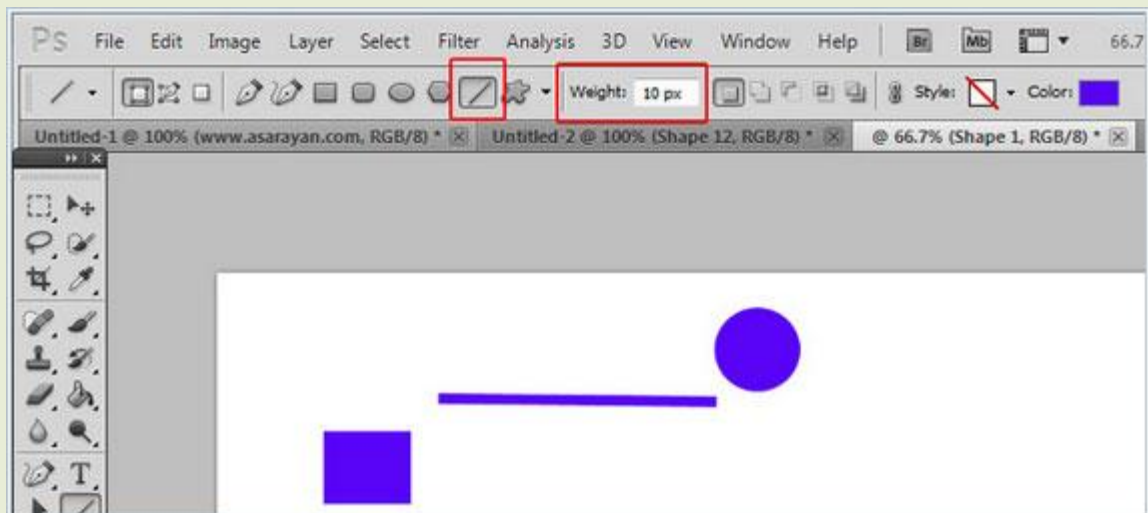 Ps File Edit Image Layer Select Filter Analysis 3D View Window Help Br Mb 66.7
Weight: 10 px Style: Color:
Untitled-1 @ 100% (www.asarayan.com, RGB/8) * Untitled-2 @ 100% (Shape 12, RGB/8) * @ 66.7% (Shape 1, RGB/8) *
T